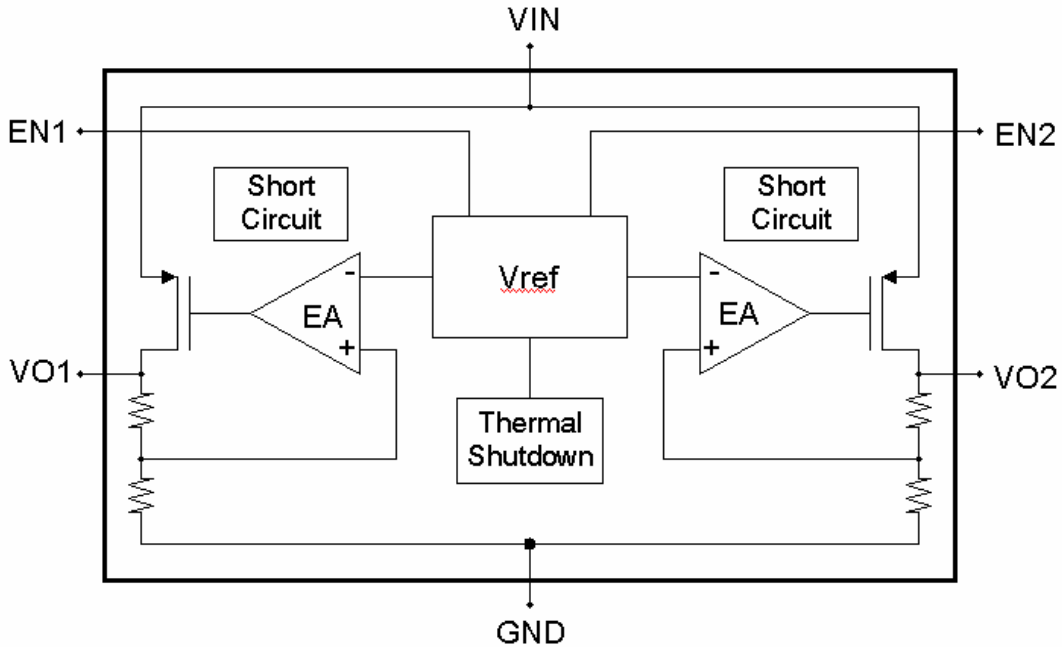 VIN
EN1
EN2
Short
Circuit
Short
Circuit
-
Vref
-
EA
EA
+
+
VO1
VO2
Thermal
Shutdown
GND